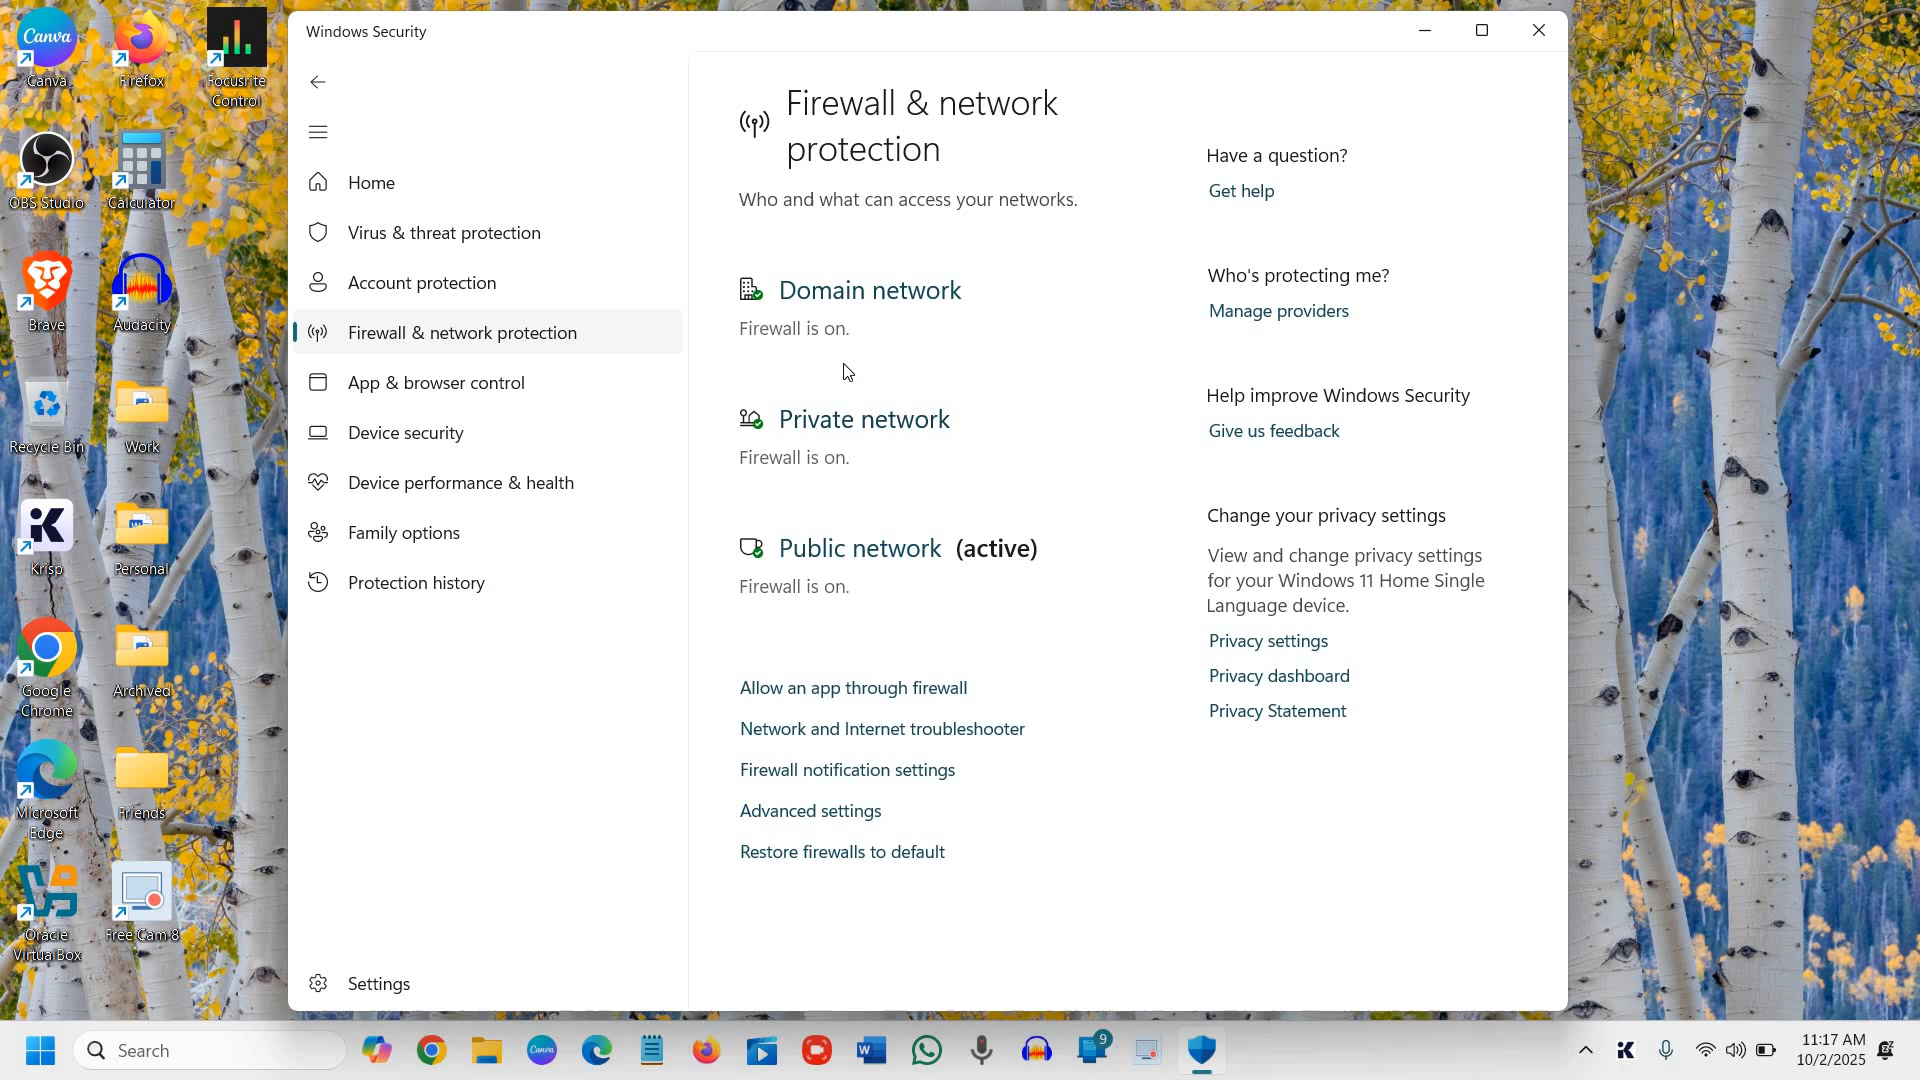 Canva
Canva
Firefox
Focusrite
Control
OBS Studio
Calculator
Brave
Audacity
Recycle Bin
Work
Krisp
Personal
Google
Chrome
Archived
Microsoft
Edge
Friends
Oracle
VirtualBox
Free Cam 8
Windows Security
Home
Virus & threat protection
Account protection
Firewall & network protection
App & browser control
Device security
Device performance & health
Family options
Protection history
Settings
Firewall & network
protection
Who and what can access your networks.
Domain network
Firewall is on.
Private network
Firewall is on.
Public network (active)
Firewall is on.
Allow an app through firewall
Network and Internet troubleshooter
Firewall notification settings
Advanced settings
Restore firewalls to default
Have a question?
Get help
Who's protecting me?
Manage providers
Help improve Windows Security
Give us feedback
Change your privacy settings
View and change privacy settings
for your Windows 11 Home Single
Language device.
Privacy settings
Privacy dashboard
Privacy Statement
Search
Canva
W
9
11:17 AM
10/2/2025